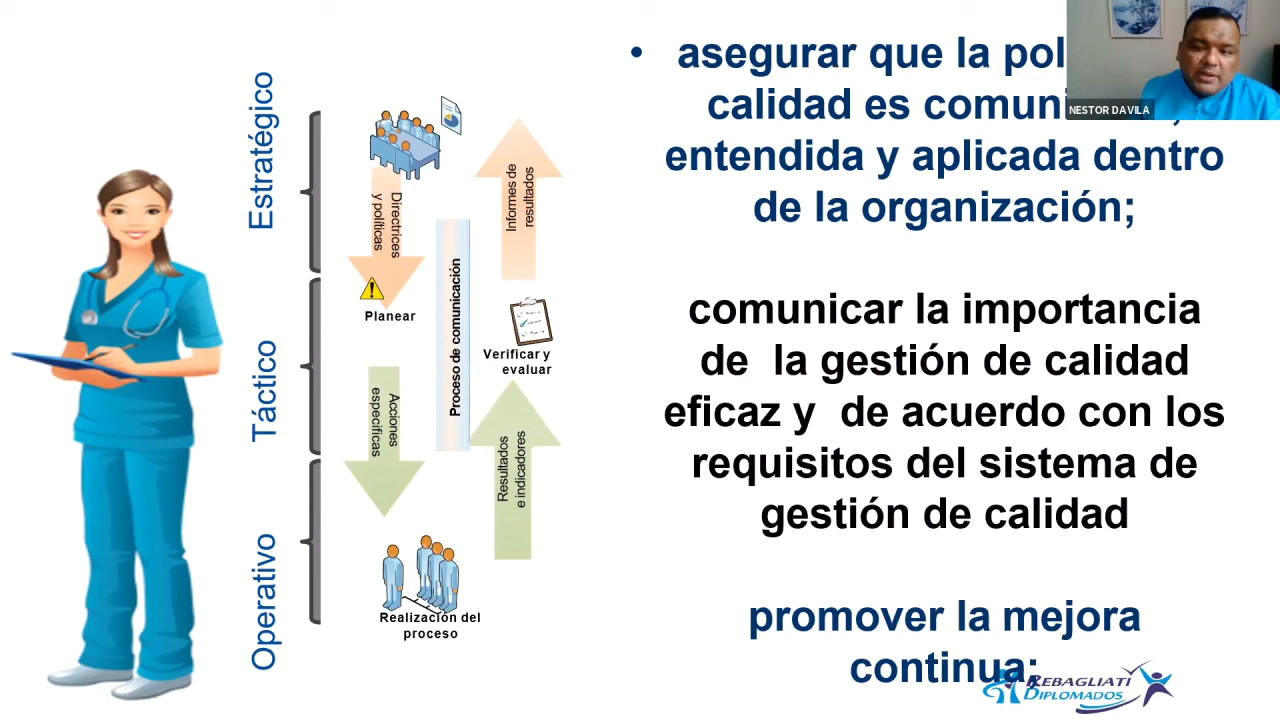 Estratégico
Táctico
Operativo
Directrices
y políticas
Planear
Acciones
específicas
Realización del
proceso
Proceso de comunicación
Informes de
resultados
Verificar y
evaluar
Resultados
e indicadores
• asegurar que la
calidad es
entendida y aplicada dentro
de la organización;
comunicar la importancia
de la gestión de calidad
eficaz y de acuerdo con los
requisitos del sistema de
gestión de calidad
promover la mejora
continua;
NESTOR DAVILA
REBAGLIATI
DIPLOMADOS